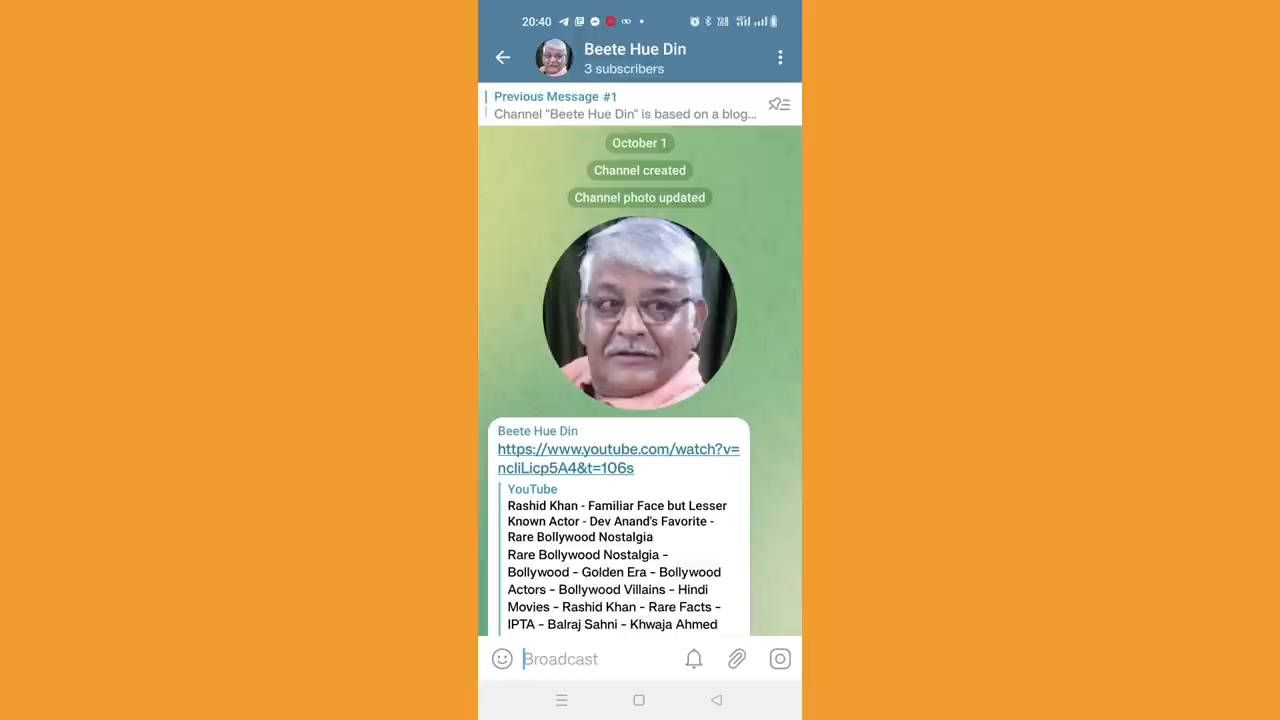 20:40
Beete Hue Din
3 subscribers
Previous Message #1
Channel "Beete Hue Din" is based on a blog...
October 1
Channel created
Channel photo updated
Beete Hue Din
https://www.youtube.com/watch?v=
ncIiLicp5A4&t=106s
YouTube
Rashid Khan - Familiar Face but Lesser
Known Actor - Dev Anand's Favorite -
Rare Bollywood Nostalgia
Rare Bollywood Nostalgia -
Bollywood - Golden Era - Bollywood
Actors - Bollywood Villains - Hindi
Movies - Rashid Khan - Rare Facts -
IPTA - Balraj Sahni - Khwaja Ahmed
Broadcast